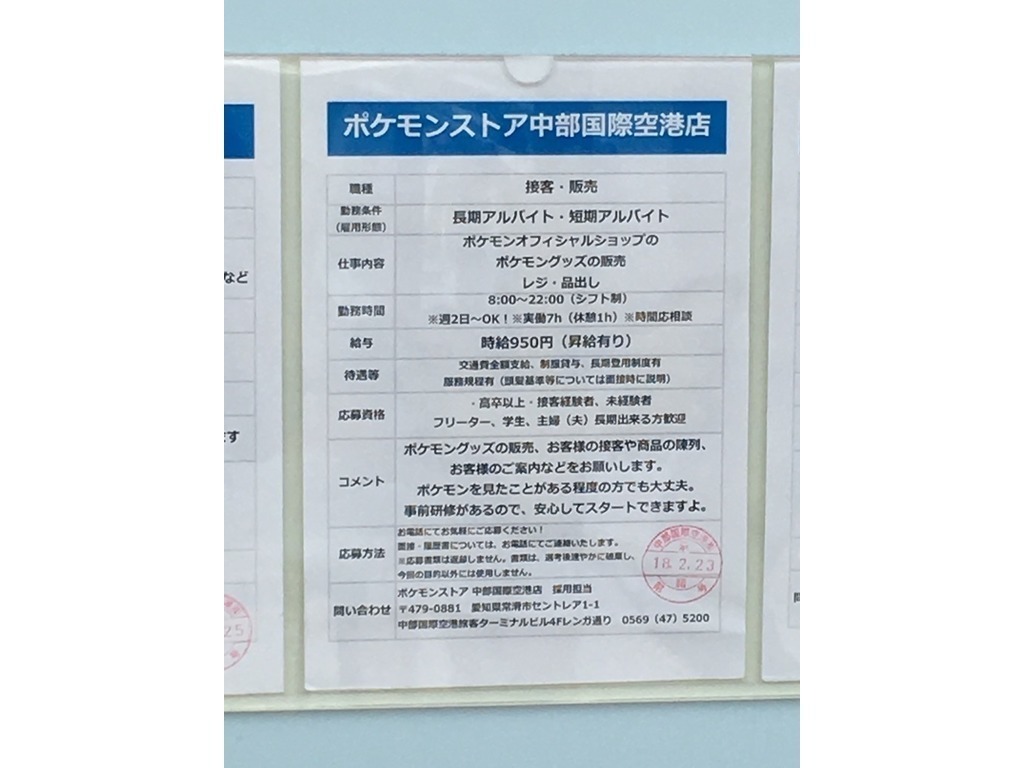 ポケモンストア中部国際空港店
職種
接客・販売
勤務条件
(雇用形態)
長期アルバイト・短期アルバイト
仕事内容
ポケモンオフィシャルショップの
ポケモングッズの販売
レジ・品出し
勤務時間
8:00～22:00（シフト制）
※週2日～OK！※実働7h（休憩1h）※時間応相談
給与
時給950円（昇給有り）
待遇等
交通費全額支給、制服貸与、長期登用制度有
服務規程有（頭髪基準等については面接時に説明）
応募資格
・高卒以上・接客経験者、未経験者
フリーター、学生、主婦（夫）長期出来る方歓迎
コメント
ポケモングッズの販売、お客様の接客や商品の陳列、
お客様のご案内などをお願いします。
ポケモンを見たことがある程度の方でも大丈夫。
事前研修があるので、安心してスタートできますよ。
応募方法
お電話にてお気軽にご応募ください！
面接・履歴書については、お電話にてご連絡いたします。
※応募書類は返却しません。書類は、選考後速やかに破棄し、
今回の目的以外には使用しません。
18.2.23
問い合わせ
ポケモンストア 中部国際空港店　採用担当
〒479-0881　愛知県常滑市セントレア1-1
中部国際空港旅客ターミナルビル4Fレンガ通り　0569（47）5200
など
ます
25